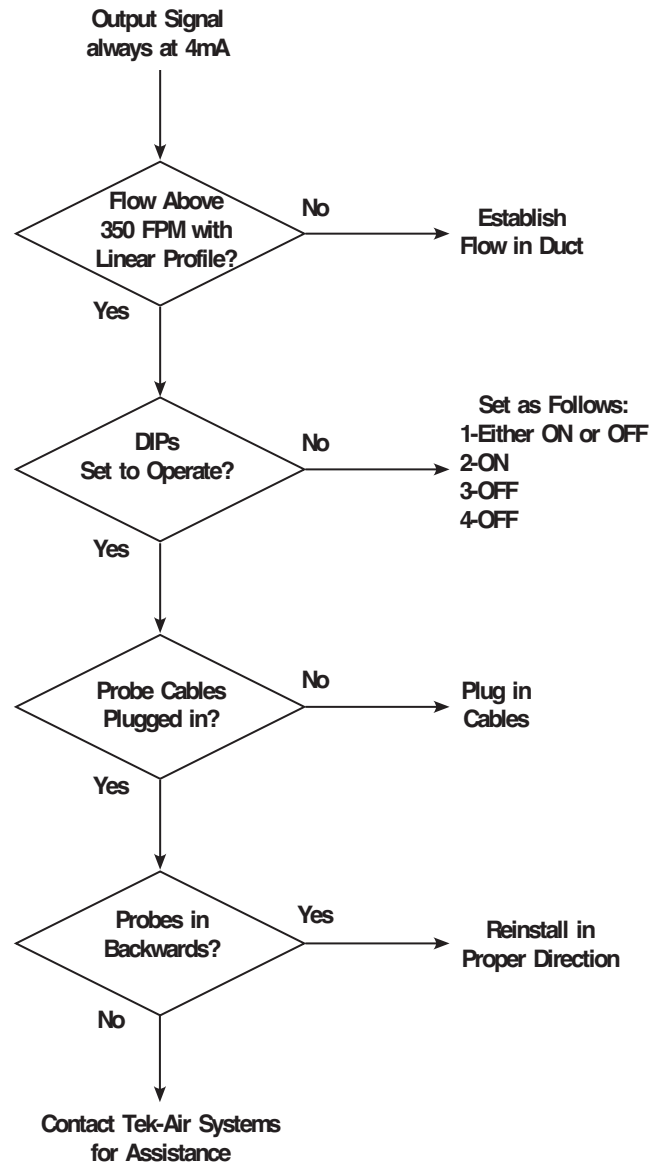 Output Signal
always at 4mA
Flow Above
350 FPM with
Linear Profile?
No
Establish
Flow in Duct
Yes
DIPs
Set to Operate?
No
Set as Follows:
1-Either ON or OFF
2-ON
3-OFF
4-OFF
Yes
Probe Cables
Plugged in?
No
Plug in
Cables
Yes
Probes in
Backwards?
Yes
Reinstall in
Proper Direction
No
Contact Tek-Air Systems
for Assistance